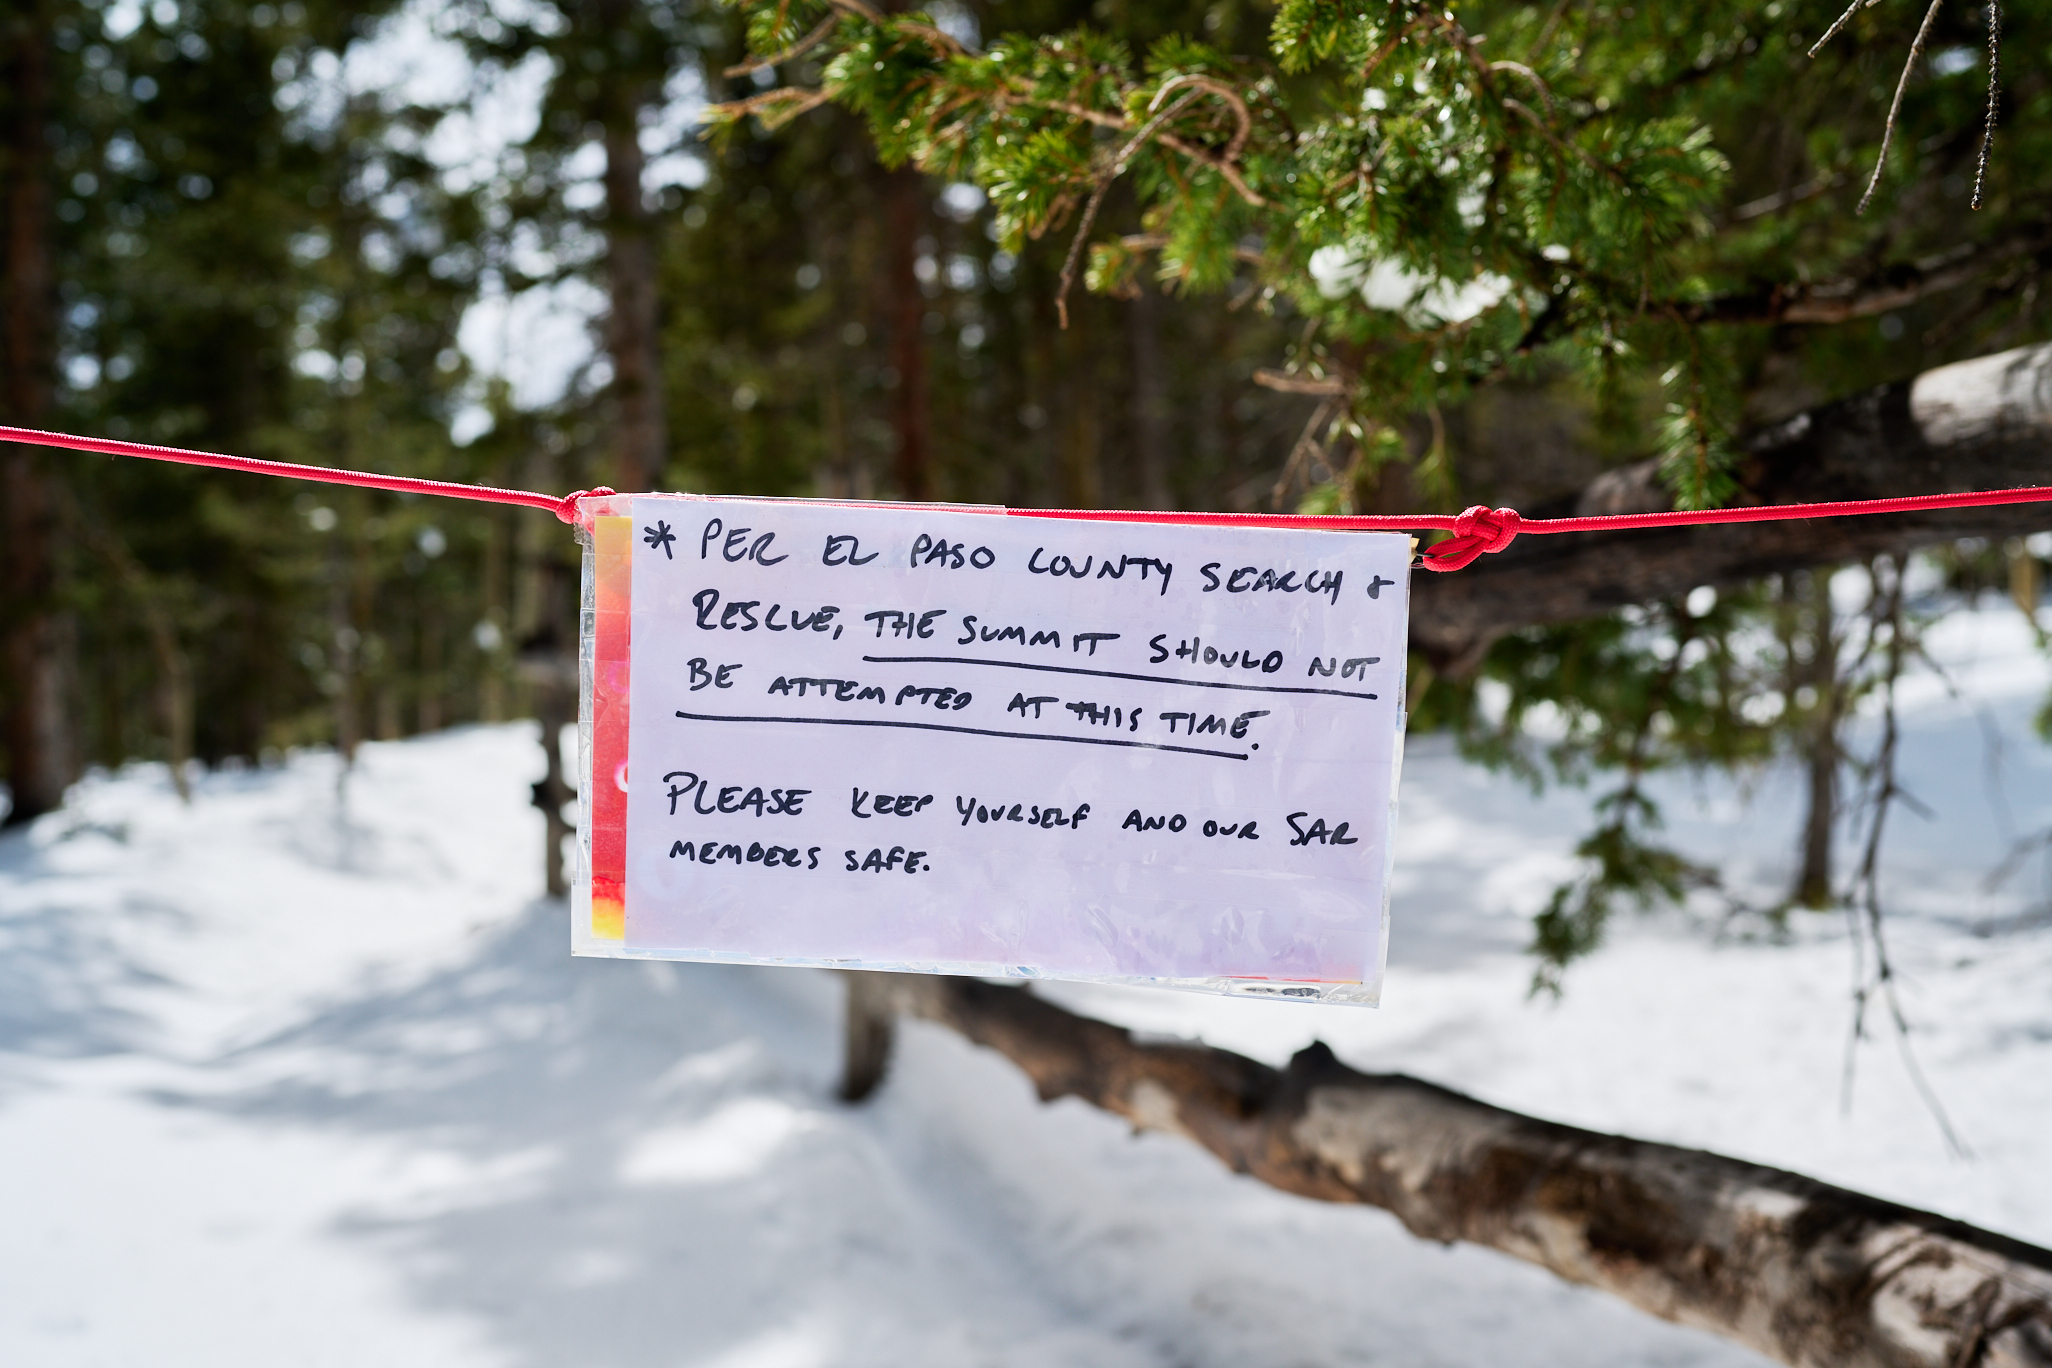 * PER EL PASO COUNTY SEARCH &
RESCUE, THE SUMMIT SHOULD NOT
BE ATTEMPTED AT THIS TIME.
PLEASE KEEP YOURSELF AND OUR SAR
MEMBERS SAFE.